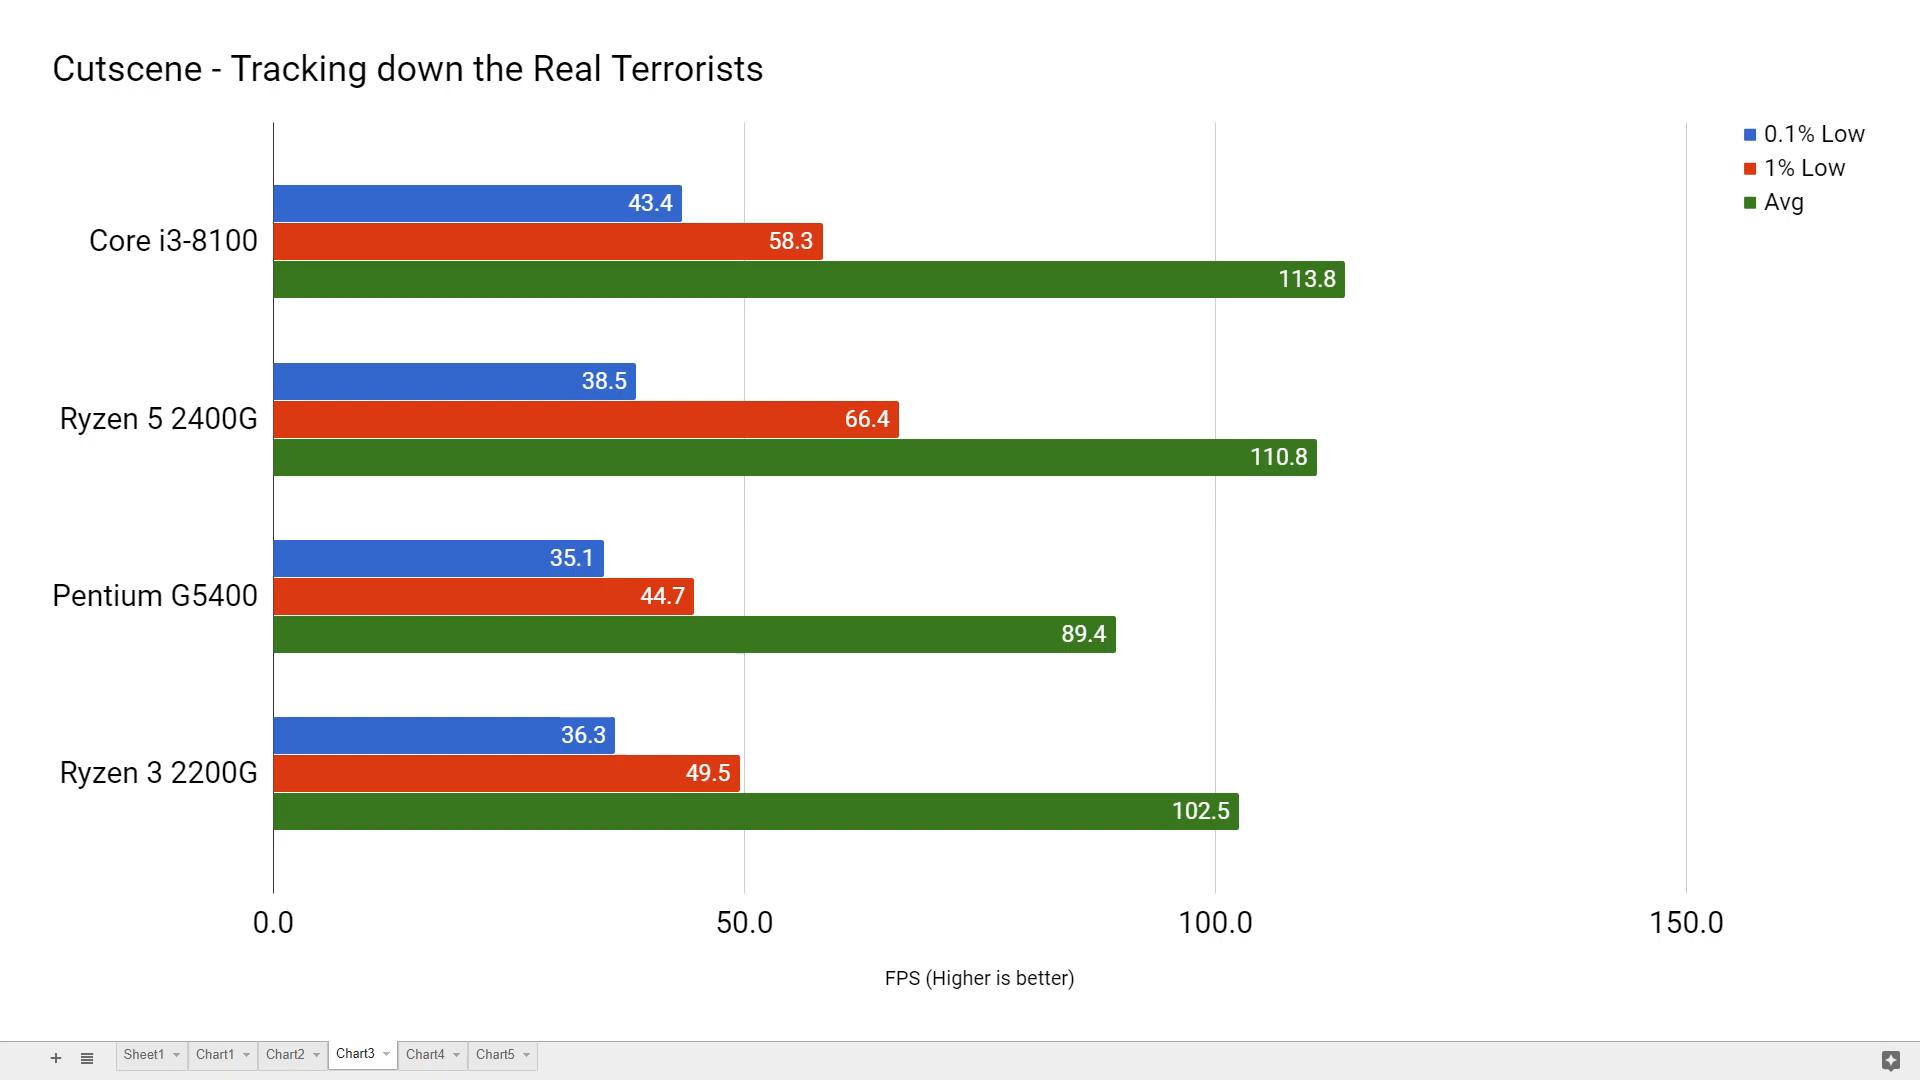 Cutscene - Tracking down the Real Terrorists
0.1% Low
1% Low
Avg
Core i3-8100
43.4
58.3
113.8
Ryzen 5 2400G
38.5
66.4
110.8
Pentium G5400
35.1
44.7
89.4
Ryzen 3 2200G
36.3
49.5
102.5
0.0 50.0 100.0 150.0
FPS (Higher is better)
+ Sheet1 Chart1 Chart2 Chart3 Chart4 Chart5